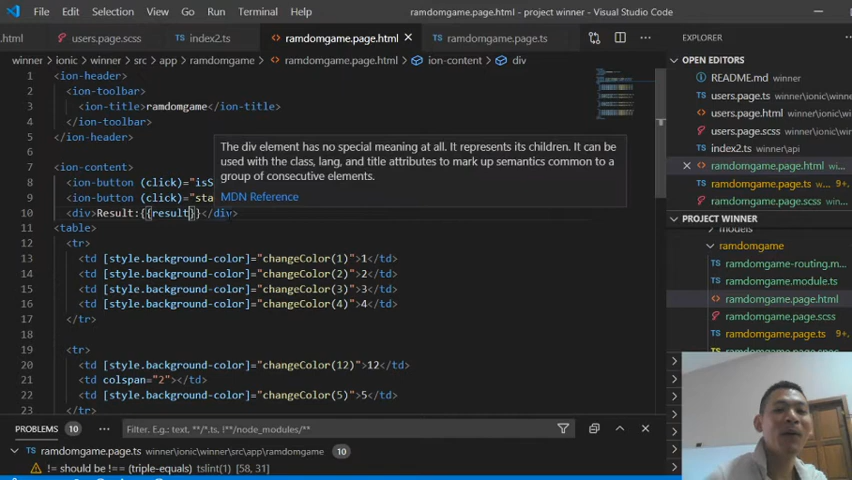 File Edit Selection View Go Run Terminal Help ramdomgame.page.html - project winner - Visual Studio Code
.html users.page.scss index2.ts ramdomgame.page.html ramdomgame.page.ts
winner > ionic > winner > src > app > ramdomgame > ramdomgame.page.html > ion-content > div
1 <ion-header>
2 <ion-toolbar>
3 <ion-title>ramdomgame</ion-title>
4 </ion-toolbar>
5 </ion-header>
6
7 <ion-content>
8 <ion-button (click)="isS
9 <ion-button (click)="sta
10 <div>Result:{{result}}</div>
11 <table>
12 <tr>
13 <td [style.background-color]="changeColor(1)">1</td>
14 <td [style.background-color]="changeColor(2)">2</td>
15 <td [style.background-color]="changeColor(3)">3</td>
16 <td [style.background-color]="changeColor(4)">4</td>
17 </tr>
18
19 <tr>
20 <td [style.background-color]="changeColor(12)">12</td>
21 <td colspan="2"></td>
22 <td [style.background-color]="changeColor(5)">5</td>
23 </tr>
The div element has no special meaning at all. It represents its children. It can be
used with the class, lang, and title attributes to mark up semantics common to a
group of consecutive elements.
MDN Reference
EXPLORER
OPEN EDITORS
README.md winner
users.page.ts winner\ionic\winne
users.page.html winner\ionic\win
users.page.scss winner\ionic\win
index2.ts winner\api
ramdomgame.page.html winner\i
ramdomgame.page.ts winn... 9+,
ramdomgame.page.scss winner\i
PROJECT WINNER
models
ramdomgame
ramdomgame-routing.m...
ramdomgame.module.ts
ramdomgame.page.html
ramdomgame.page.scss
ramdomgame.page.ts 9+,
PROBLEMS 10 ... Filter. E.g.: text, **/*.ts, !**/node_modules/**
ramdomgame.page.ts winner\ionic\winner\src\app\ramdomgame 10
!= should be !== (triple-equals) tslint(1) [58, 31]